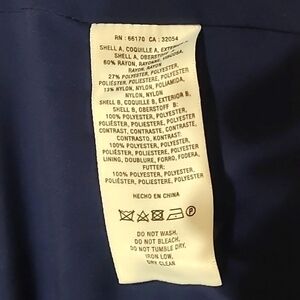 RN : 66170 CA : 32054
SHELL A, COQUILLE A, EXTERIOR A,
SHELL A, OBERSTOFF A:
60% RAYON, RAYONNE, VISCOSA,
RAYON, RAYON
27% POLYESTER, POLYESTER,
POLIÉSTER, POLIESTERE, POLYESTER
13% NYLON, NYLON, POLIAMIDA,
NYLON, NYLON
SHELL B, COQUILLE B, EXTERIOR B,
SHELL B, OBERSTOFF B:
100% POLYESTER, POLYESTER,
POLIÉSTER, POLIESTERE, POLYESTER
CONTRAST, CONTRASTE, CONTRASTE,
CONTRASTO, KONTRAST:
100% POLYESTER, POLYESTER,
POLIÉSTER, POLIESTERE, POLYESTER
LINING, DOUBLURE, FORRO, FODERA,
FUTTER:
100% POLYESTER, POLYESTER,
POLIÉSTER, POLIESTERE, POLYESTER
HECHO EN CHINA
P
DO NOT WASH,
DO NOT BLEACH,
DO NOT TUMBLE DRY,
IRON LOW,
DRY CLEAN